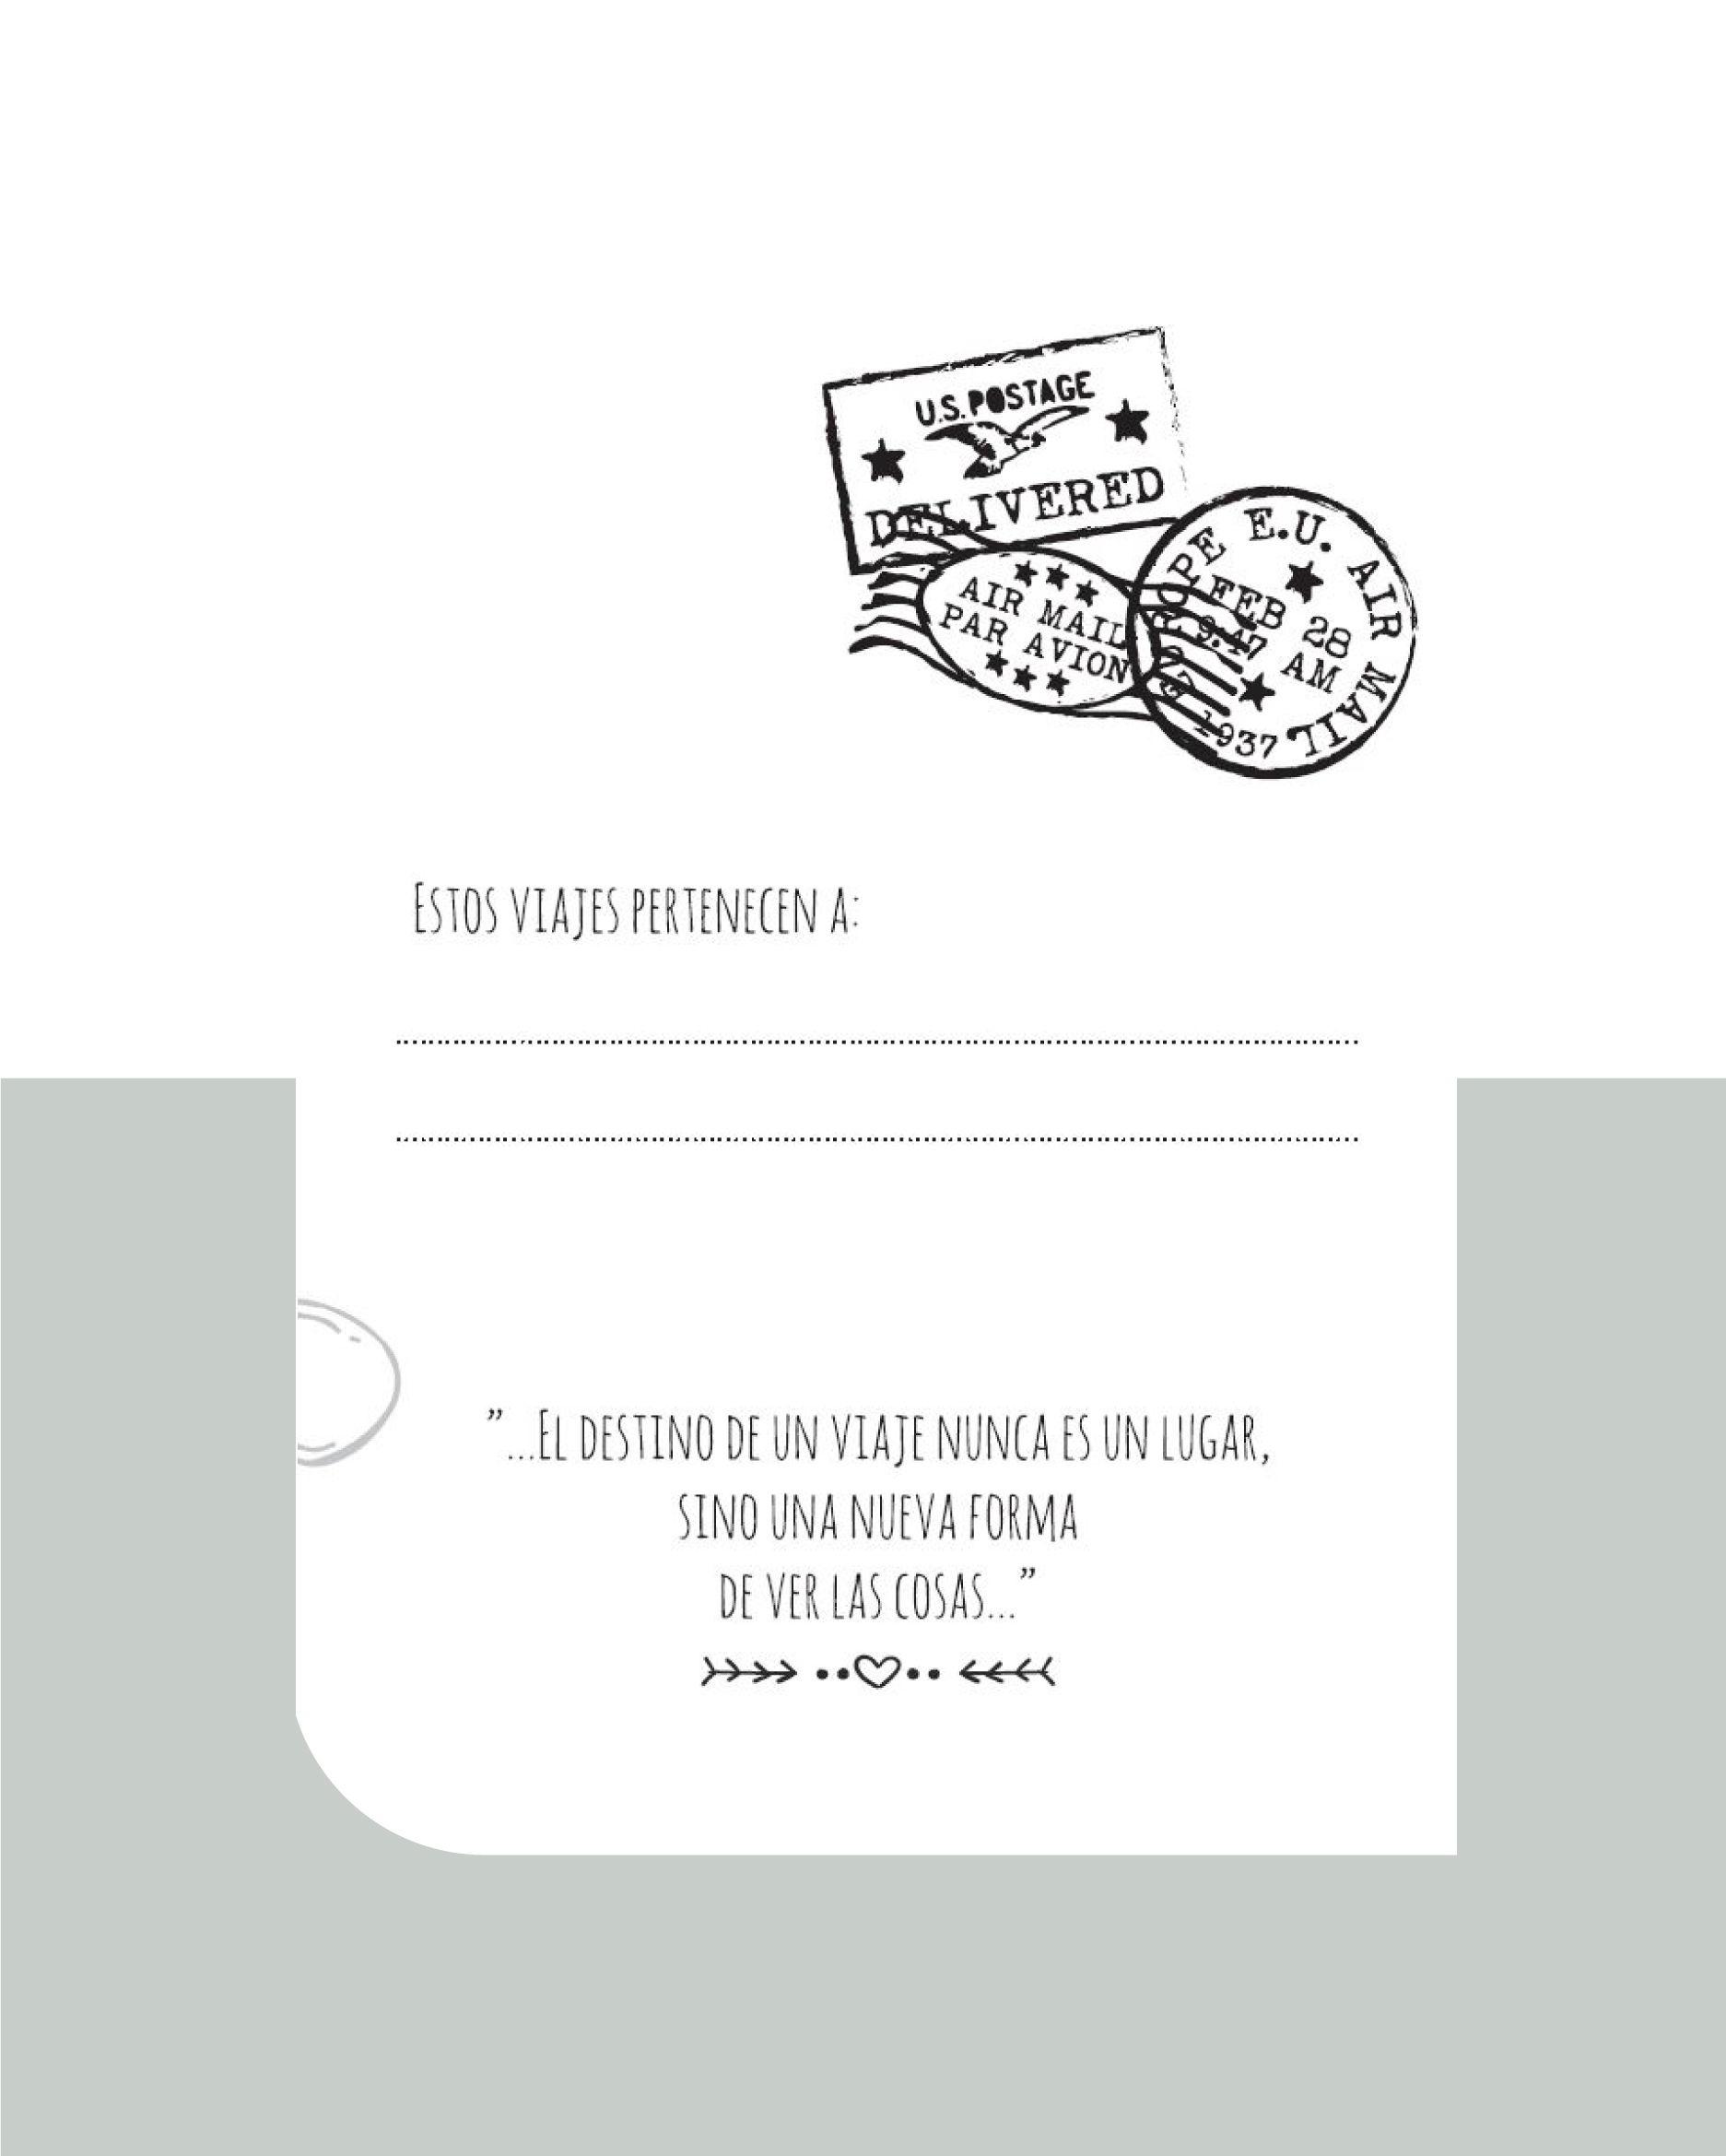 U.S. POSTAGE
DELIVERED
AIR MAIL
PAR AVION
EUROPE E.U. AIR MAIL
FEB 28
9:47 AM
1937
Estos viajes pertenecen a:
”...El destino de un viaje nunca es un lugar,
sino una nueva forma
de ver las cosas...”